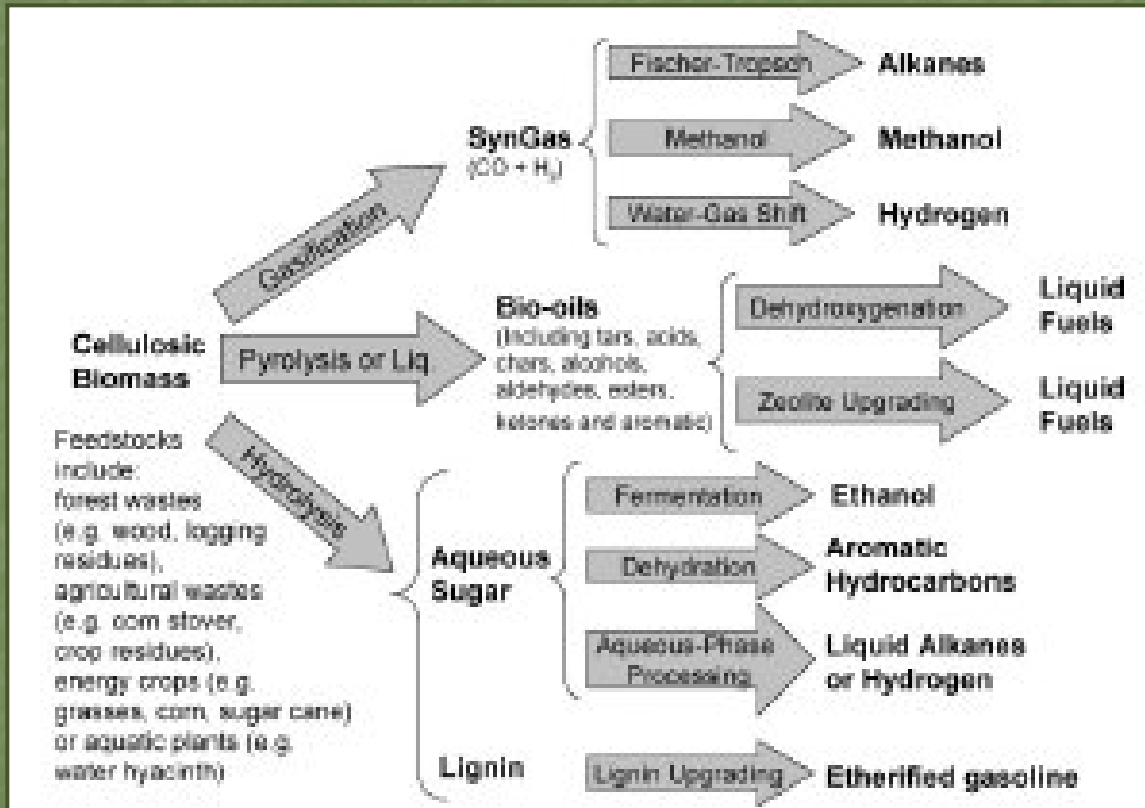 Fischer-Tropsch
Alkanes
SynGas
(CO + H₂)
Methanol
Methanol
Water-Gas Shift
Hydrogen
Gasification
Cellulosic
Biomass
Pyrolysis or Liq.
Bio-oils
(Including tars, acids,
chars, alcohols,
aldehydes, esters,
ketones and aromatic)
Dehydroxygenation
Liquid
Fuels
Zeolite Upgrading
Liquid
Fuels
Feedstocks
include:
forest wastes
(e.g. wood, logging
residues),
agricultural wastes
(e.g. corn stover,
crop residues),
energy crops (e.g.
grasses, corn, sugar cane)
or aquatic plants (e.g.
water hyacinth)
Hydrolysis
Aqueous
Sugar
Fermentation
Ethanol
Dehydration
Aromatic
Hydrocarbons
Aqueous-Phase
Processing
Liquid Alkanes
or Hydrogen
Lignin
Lignin Upgrading
Etherified gasoline